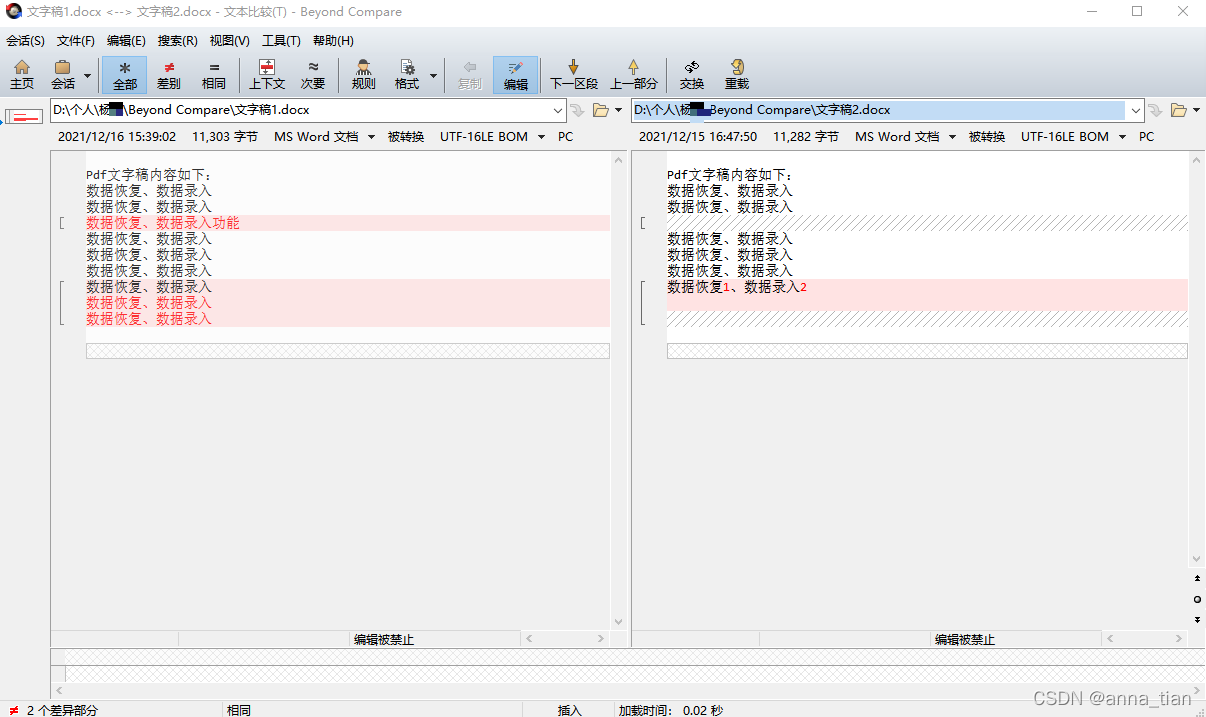 文字稿1.docx <--> 文字稿2.docx - 文本比较(T) - Beyond Compare
会话(S) 文件(F) 编辑(E) 搜索(R) 视图(V) 工具(T) 帮助(H)
主页 会话 全部 差别 相同 上下文 次要 规则 格式 复制 编辑 下一区段 上一部分 交换 重载
D:\个人\杨 \Beyond Compare\文字稿1.docx
2021/12/16 15:39:02 11,303 字节 MS Word 文档 被转换 UTF-16LE BOM PC
Pdf文字稿内容如下:
数据恢复、数据录入
数据恢复、数据录入
数据恢复、数据录入功能
数据恢复、数据录入
数据恢复、数据录入
数据恢复、数据录入
数据恢复、数据录入
数据恢复、数据录入
数据恢复、数据录入
编辑被禁止
D:\个人\杨 Beyond Compare\文字稿2.docx
2021/12/15 16:47:50 11,282 字节 MS Word 文档 被转换 UTF-16LE BOM PC
Pdf文字稿内容如下:
数据恢复、数据录入
数据恢复、数据录入
数据恢复、数据录入
数据恢复、数据录入
数据恢复、数据录入
数据恢复1、数据录入2
编辑被禁止
2 个差异部分 相同 插入 加载时间: 0.02 秒
CSDN @anna_tian